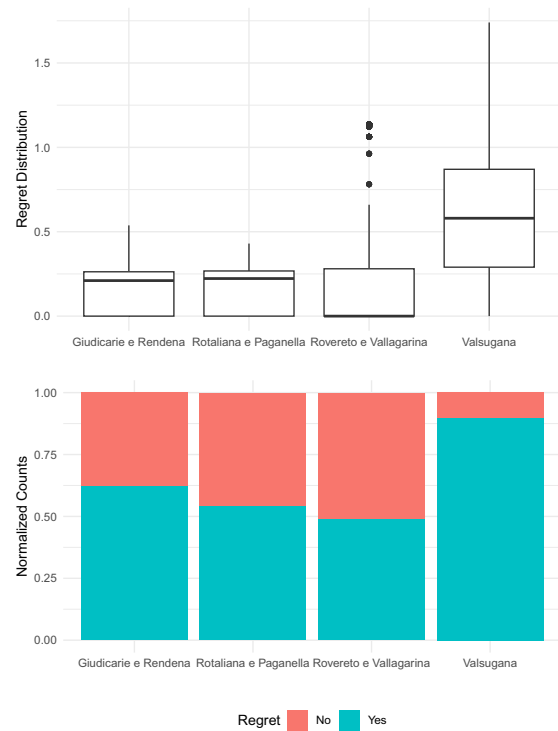 Regret Distribution
1.5
1.0
0.5
0.0
Giudicarie e Rendena Rotaliana e Paganella Rovereto e Vallagarina Valsugana
Normalized Counts
1.00
0.75
0.50
0.25
0.00
Giudicarie e Rendena Rotaliana e Paganella Rovereto e Vallagarina Valsugana
Regret No Yes